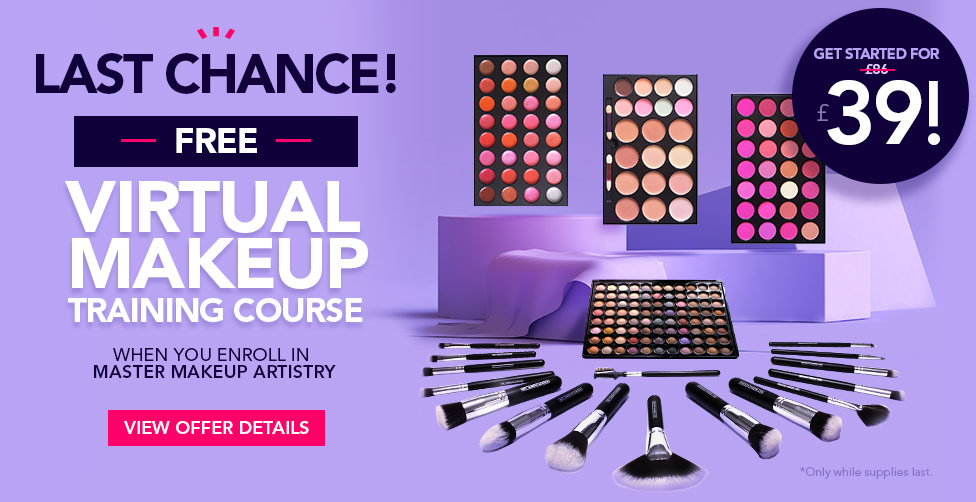 LAST CHANCE!
FREE
VIRTUAL
MAKEUP
TRAINING COURSE
WHEN YOU ENROLL IN
MASTER MAKEUP ARTISTRY
VIEW OFFER DETAILS
GET STARTED FOR
£86
£39!
*Only while supplies last.